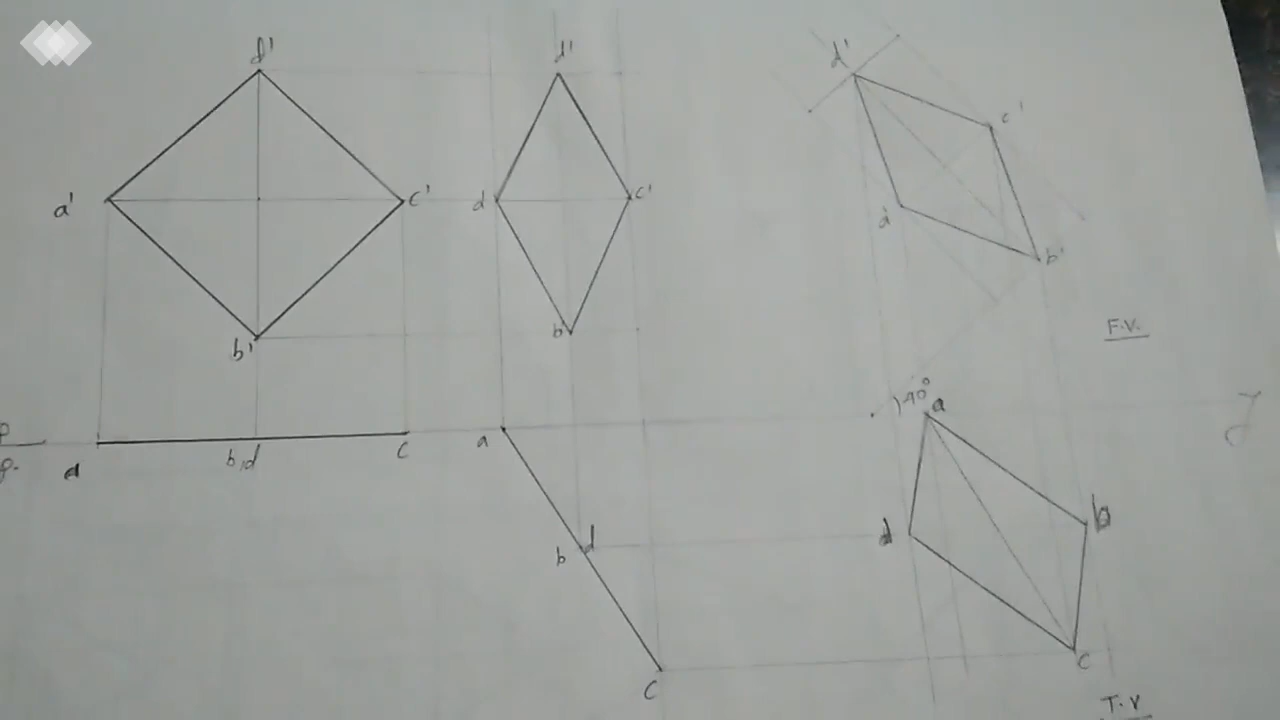 d' d' d'
c'
a' c' d c' a'
b' b' F.V.
b
40°
a a
d b,d c
d b
b d
c c
T.V